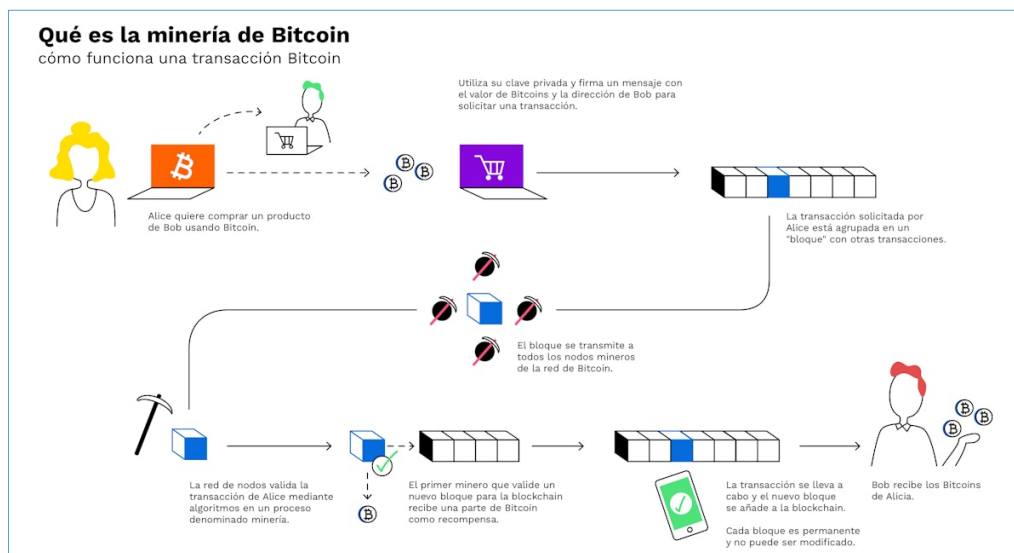 Qué es la minería de Bitcoin
cómo funciona una transacción Bitcoin
Utiliza su clave privada y firma un mensaje con
el valor de Bitcoins y la dirección de Bob para
solicitar una transacción.
Alice quiere comprar un producto
de Bob usando Bitcoin.
La transacción solicitada por
Alice está agrupada en un
"bloque" con otras transacciones.
El bloque se transmite a
todos los nodos mineros
de la red de Bitcoin.
La red de nodos valida la
transacción de Alice mediante
algoritmos en un proceso
denominado minería.
El primer minero que valide un
nuevo bloque para la blockchain
recibe una parte de Bitcoin
como recompensa.
La transacción se lleva a
cabo y el nuevo bloque
se añade a la blockchain.
Cada bloque es permanente
y no puede ser modificado.
Bob recibe los Bitcoins
de Alicia.